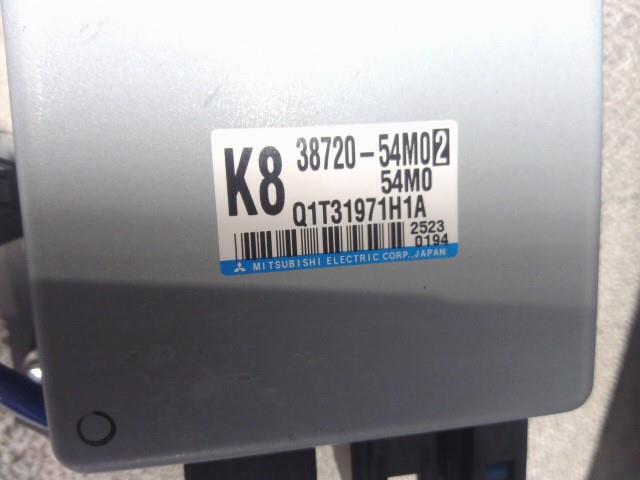 K8 38720-54M02
54M0
Q1T31971H1A
2523
0194
MITSUBISHI ELECTRIC CORP., JAPAN